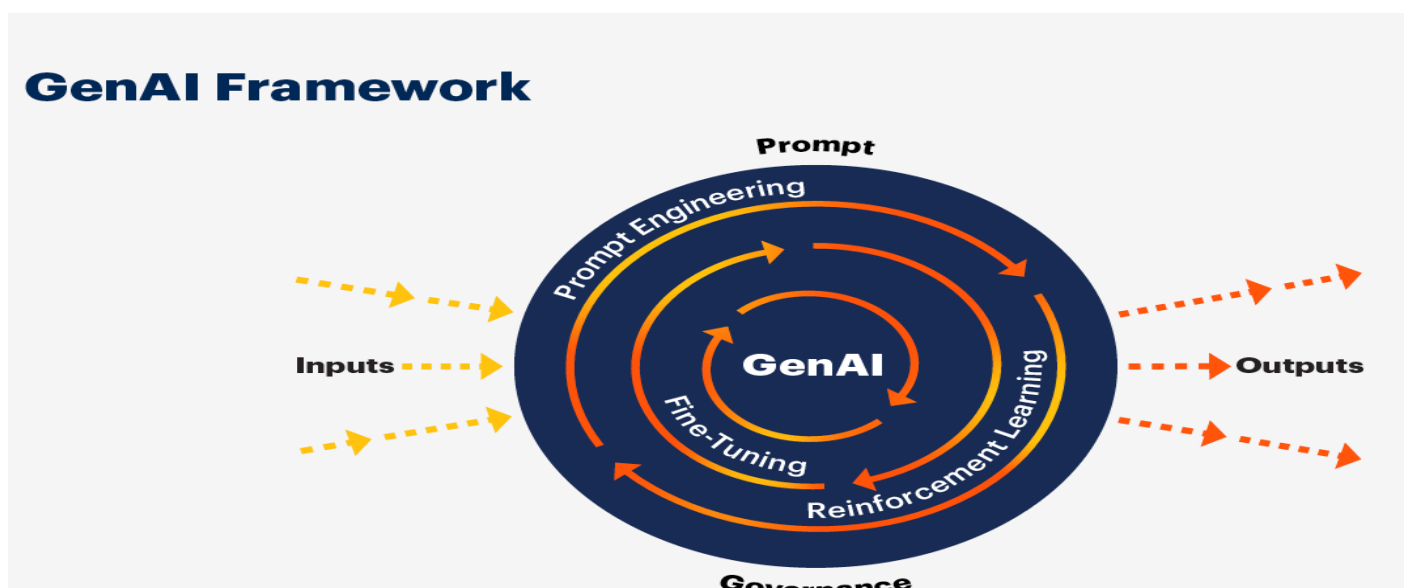 GenAI Framework
Prompt
Prompt Engineering
Inputs
GenAI
Outputs
Fine-Tuning
Reinforcement Learning
Governance